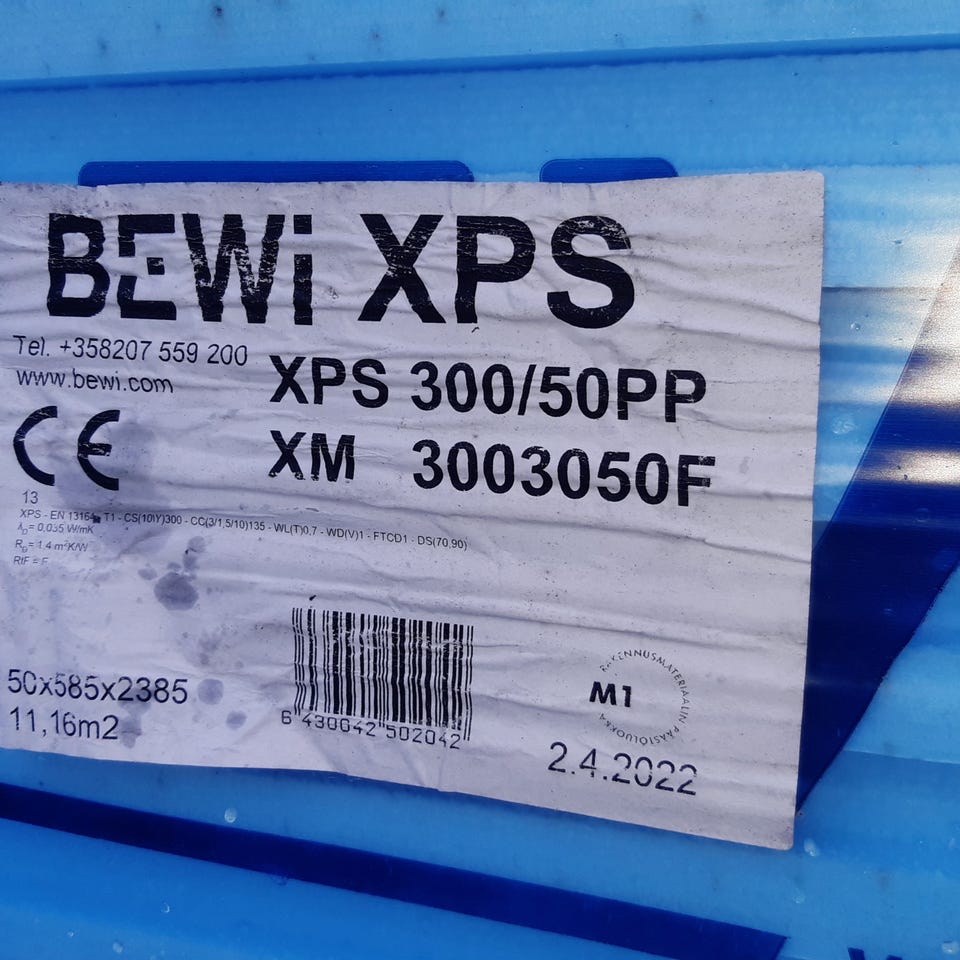 BEWi XPS
Tel. +358207 559 200
www.bewi.com
XPS 300/50PP
XM 3003050F
CE
13
XPS - EN 13164 - T1 - CS(10\Y)300 - CC(3/1,5/10)135 - WL(T)0,7 - WD(V)1 - FTCD1 - DS(70,90)
λD = 0,035 W/mK
RD = 1,4 m²K/W
RtF = F
50x585x2385
11,16m2
6 430042 502042
RAKENNUSMATERIAALIN PÄÄSTÖLUOKKA
M1
2.4.2022